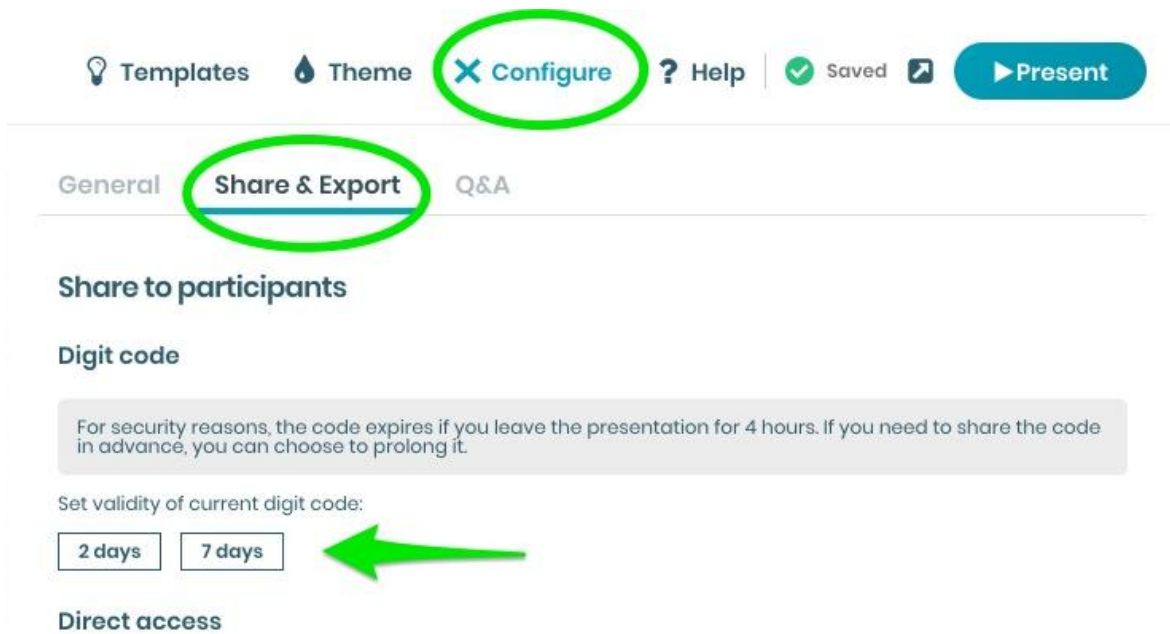 Templates Theme Configure ? Help Saved Present
General Share & Export Q&A
Share to participants
Digit code
For security reasons, the code expires if you leave the presentation for 4 hours. If you need to share the code
in advance, you can choose to prolong it.
Set validity of current digit code:
2 days 7 days
Direct access